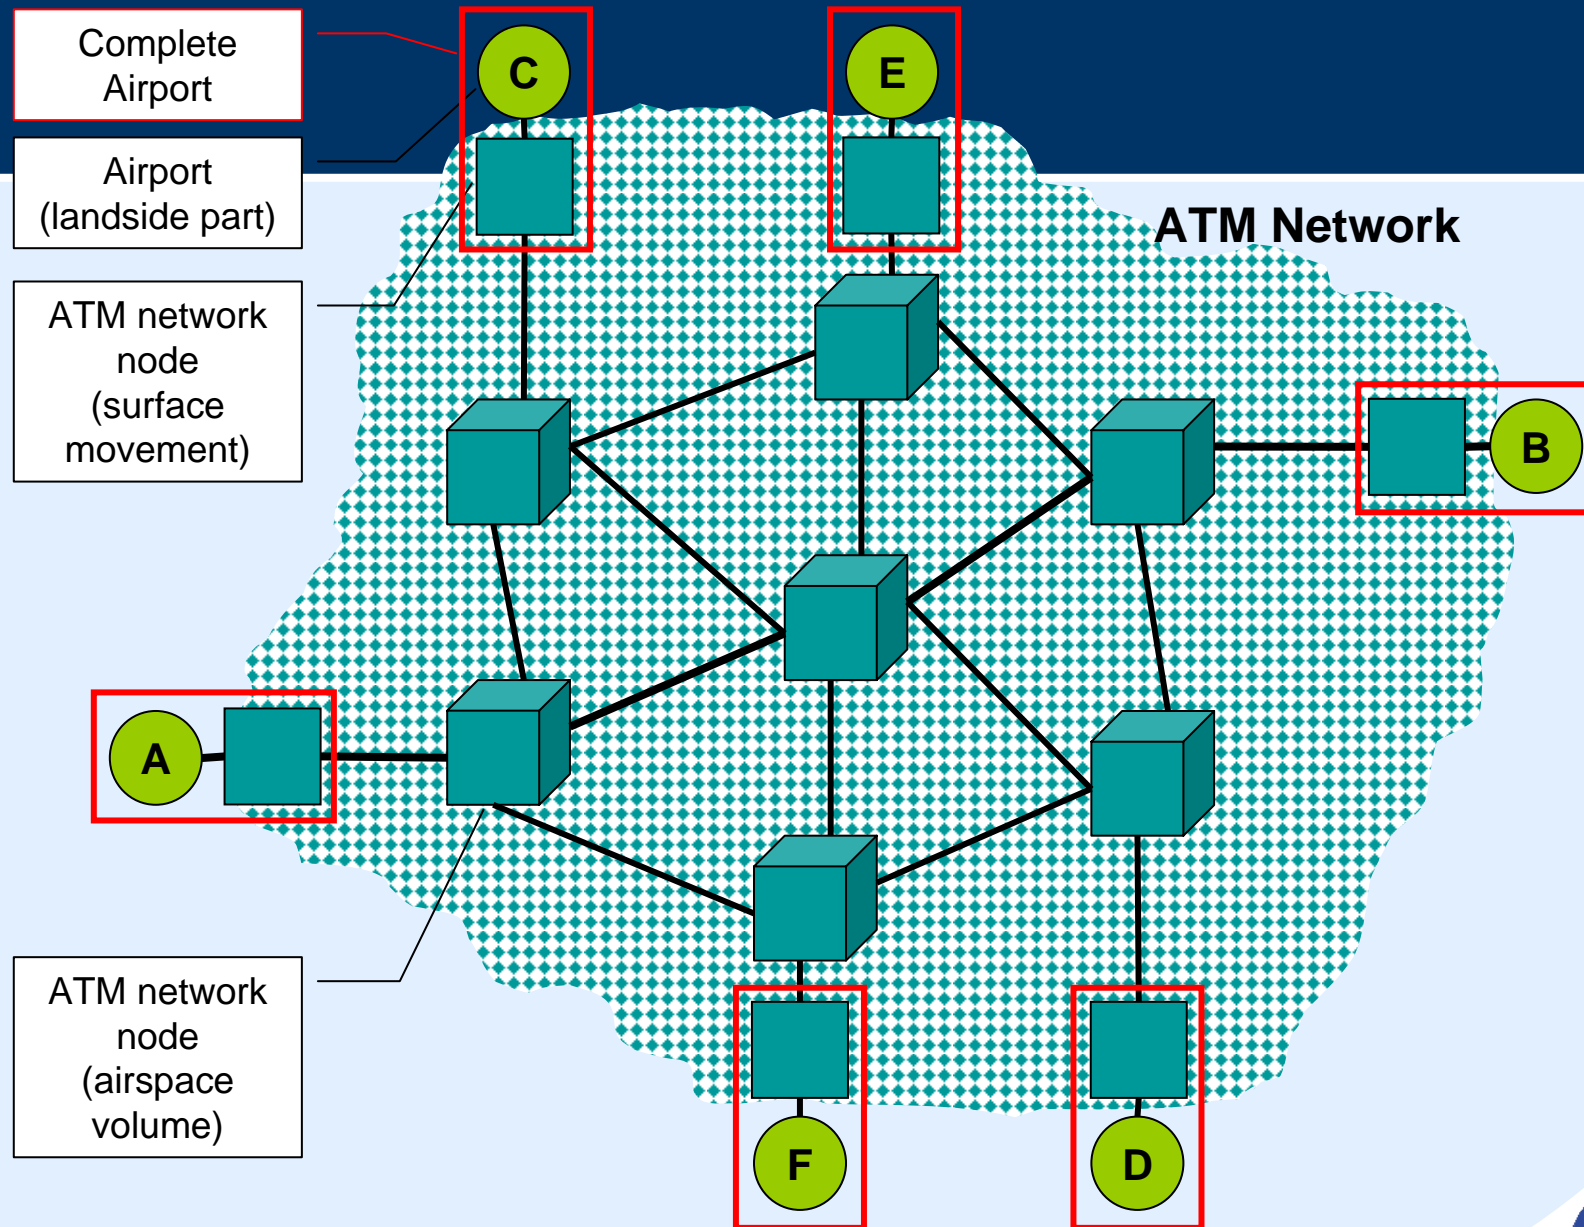 Complete
Airport
C
E
Airport
(landside part)
ATM Network
ATM network
node
(surface
movement)
B
A
ATM network
node
(airspace
volume)
F
D